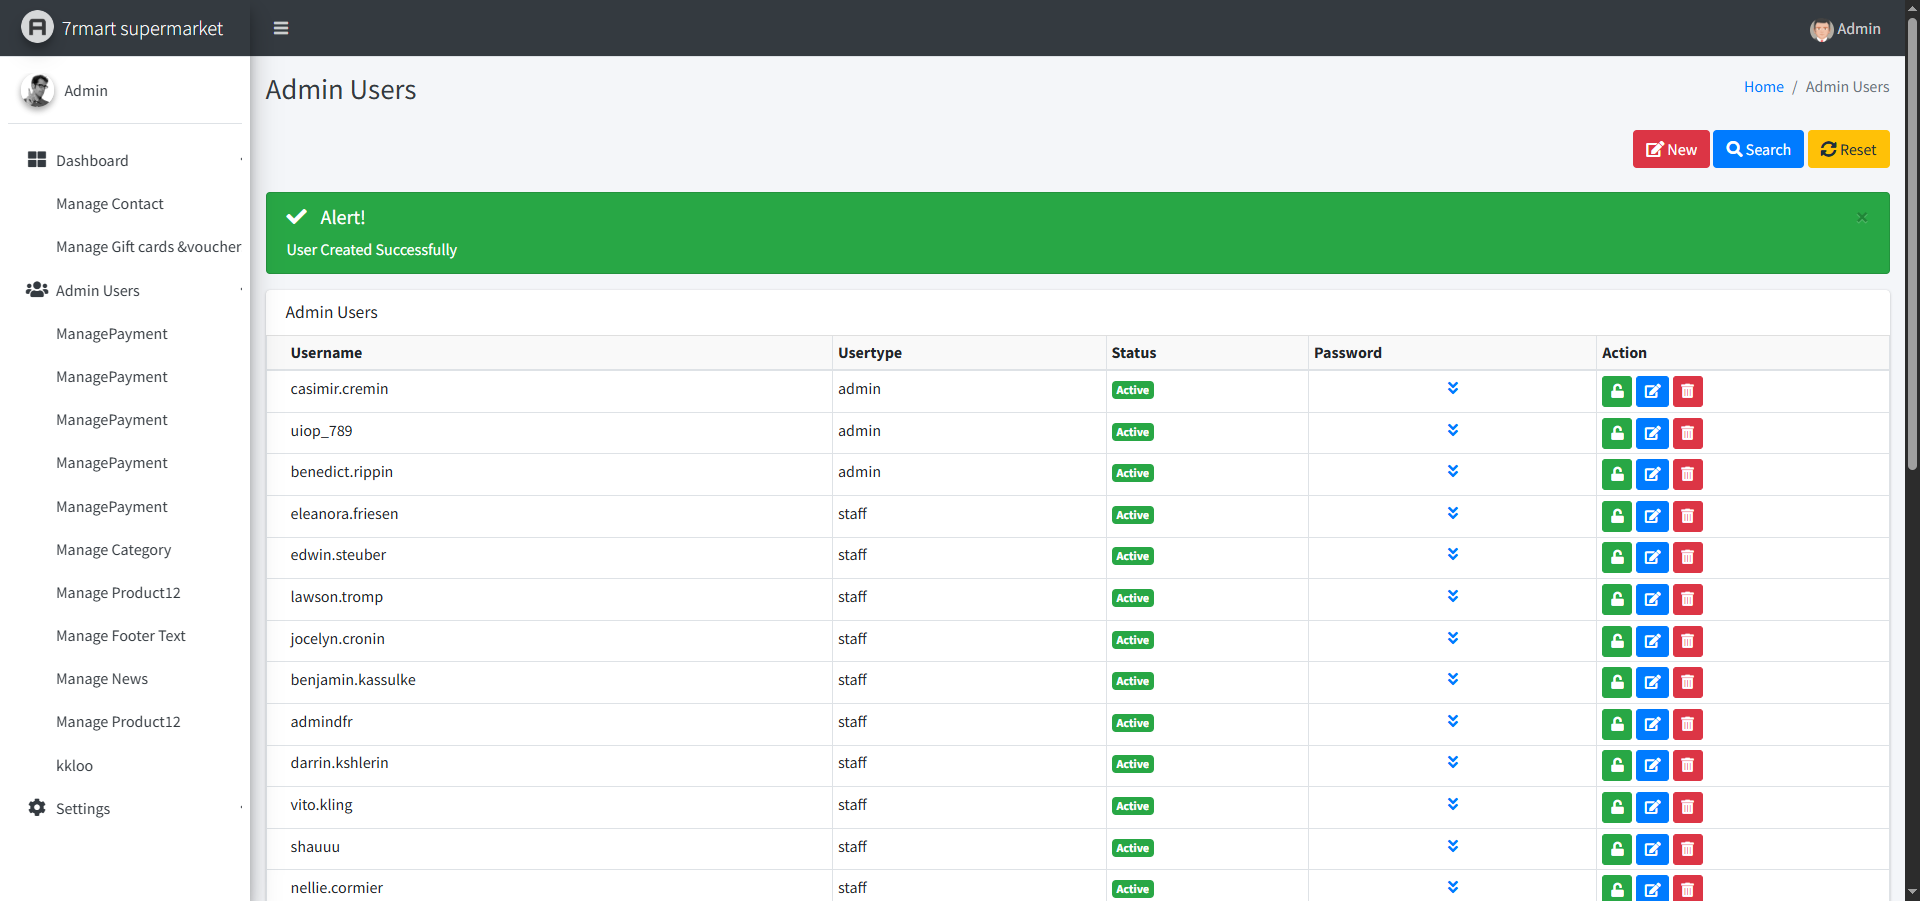 7rmart supermarket
Admin
Admin
Dashboard
Manage Contact
Manage Gift cards &voucher
Admin Users
ManagePayment
ManagePayment
ManagePayment
ManagePayment
ManagePayment
Manage Category
Manage Product12
Manage Footer Text
Manage News
Manage Product12
kkloo
Settings
Admin Users
Home / Admin Users
New Search Reset
Alert! ×
User Created Successfully
Admin Users
Username Usertype Status Password Action
casimir.cremin admin Active
uiop_789 admin Active
benedict.rippin admin Active
eleanora.friesen staff Active
edwin.steuber staff Active
lawson.tromp staff Active
jocelyn.cronin staff Active
benjamin.kassulke staff Active
admindfr staff Active
darrin.kshlerin staff Active
vito.kling staff Active
shauuu staff Active
nellie.cormier staff Active